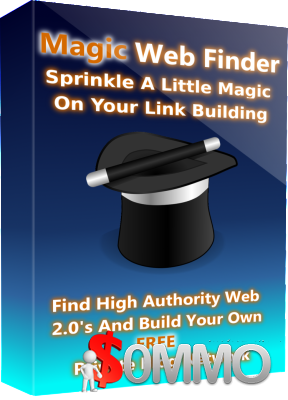 Magic Web Finder
Sprinkle A Little Magic
On Your Link Building
Find High Authority Web
2.0's And Build Your Own
FREE
$0MMO